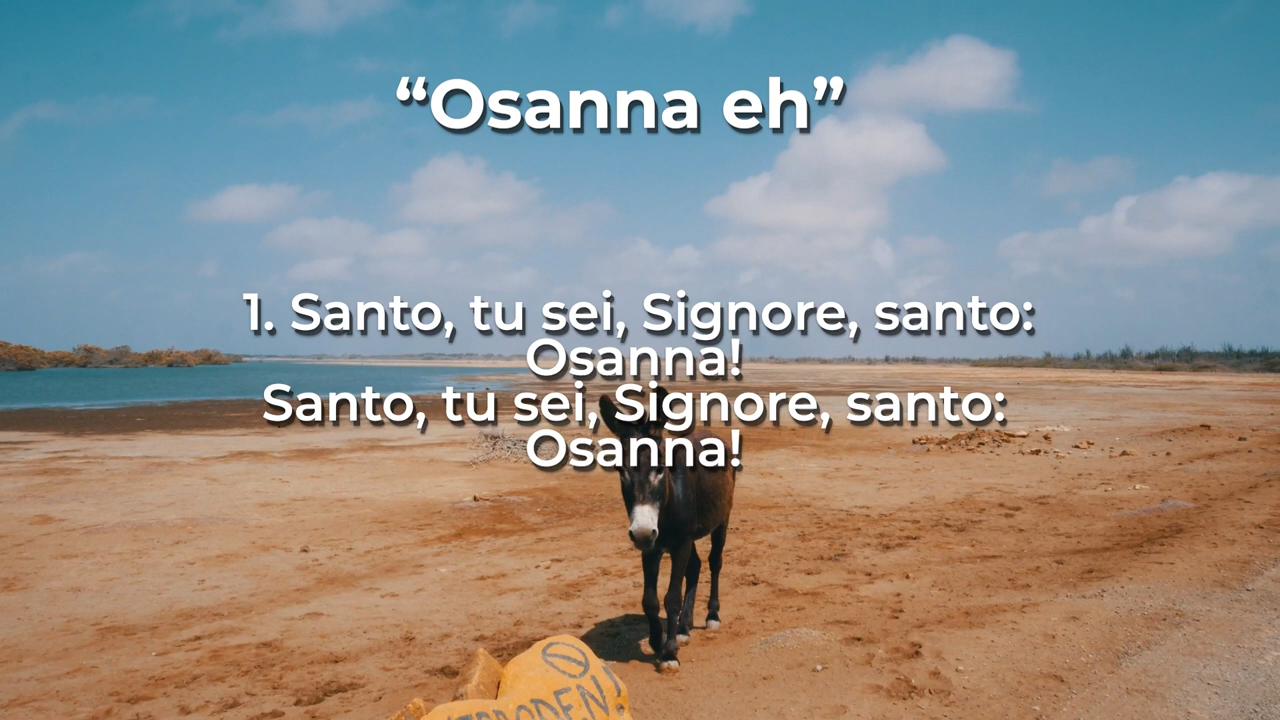 “Osanna eh”
1. Santo, tu sei, Signore, santo:
Osanna!
Santo, tu sei, Signore, santo:
Osanna!